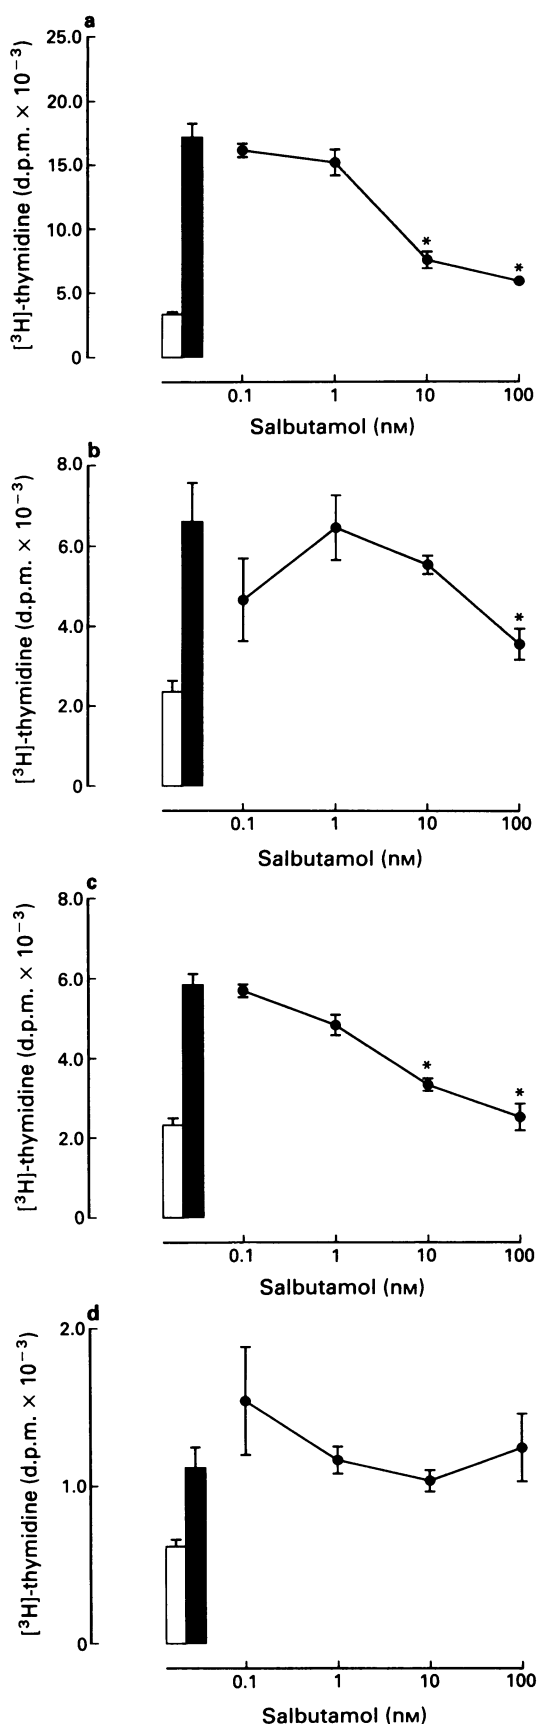 a
[³H]-thymidine (d.p.m. × 10⁻³)
25.0
20.0
15.0
10.0
5.0
0
*
*
0.1 1 10 100
Salbutamol (nM)
b
[³H]-thymidine (d.p.m. × 10⁻³)
8.0
6.0
4.0
2.0
0
*
0.1 1 10 100
Salbutamol (nM)
c
[³H]-thymidine (d.p.m. × 10⁻³)
8.0
6.0
4.0
2.0
0
*
*
0.1 1 10 100
Salbutamol (nM)
d
[³H]-thymidine (d.p.m. × 10⁻³)
2.0
1.0
0
0.1 1 10 100
Salbutamol (nM)